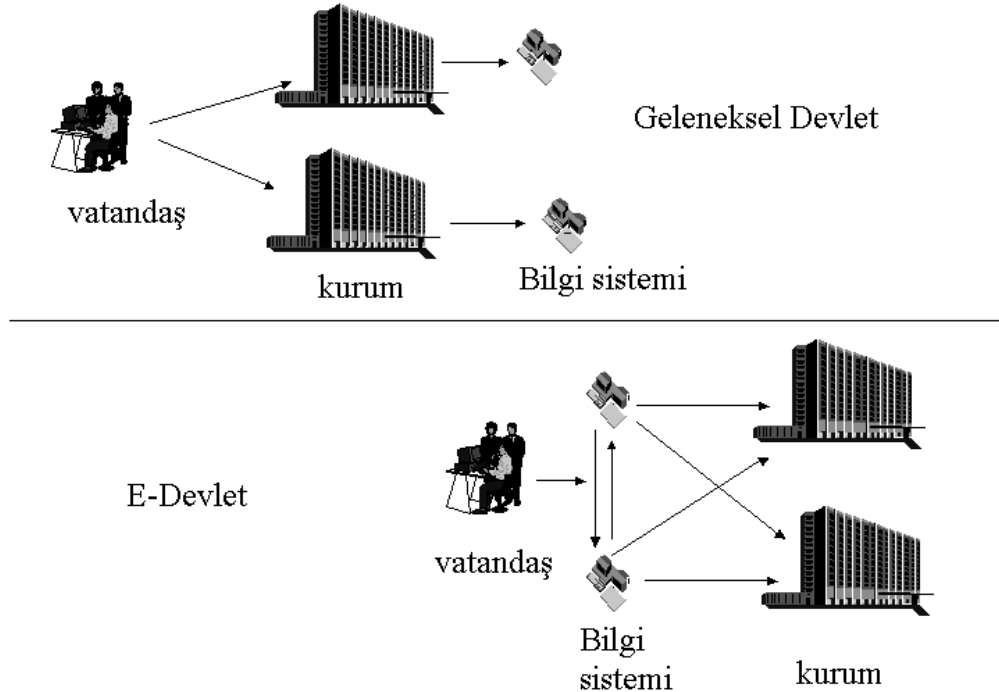 Geleneksel Devlet
vatandaş
kurum
Bilgi sistemi
E-Devlet
vatandaş
Bilgi
sistemi
kurum